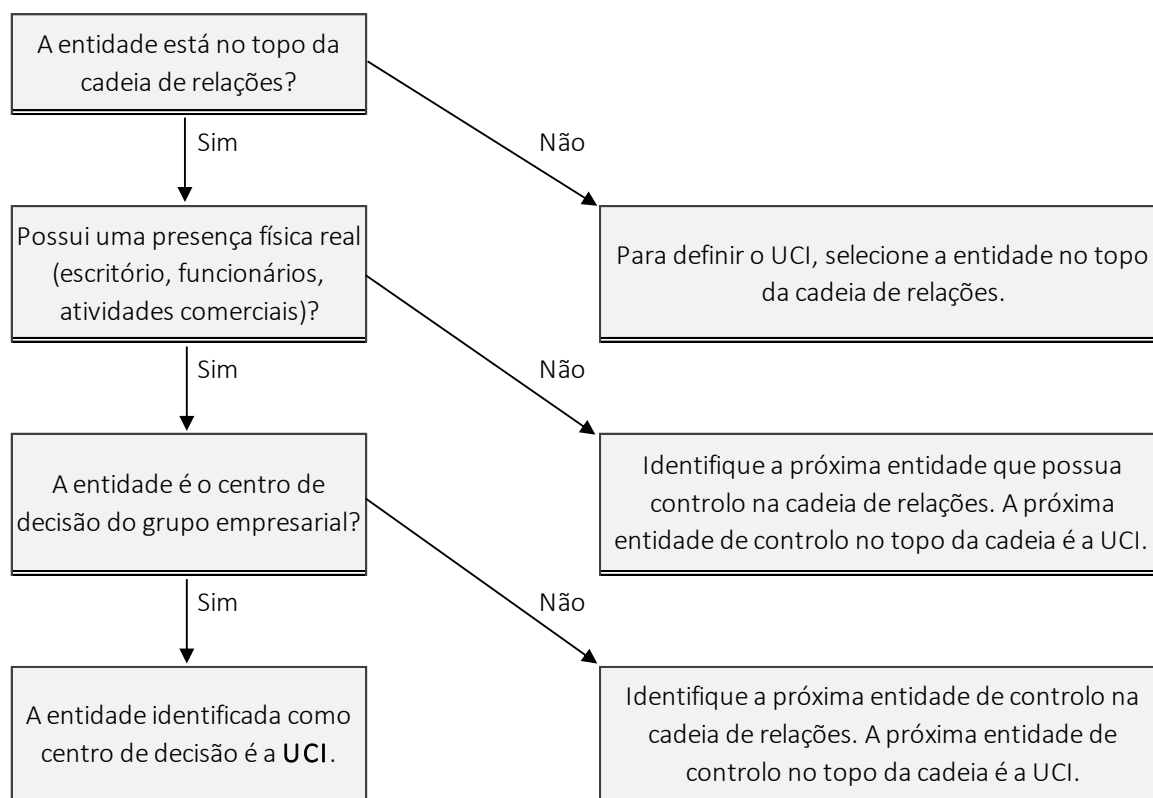 A entidade está no topo da
cadeia de relações?
Sim
Não
Possui uma presença física real
(escritório, funcionários,
atividades comerciais)?
Para definir o UCI, selecione a entidade no topo
da cadeia de relações.
Sim
Não
A entidade é o centro de
decisão do grupo empresarial?
Identifique a próxima entidade que possua
controlo na cadeia de relações. A próxima
entidade de controlo no topo da cadeia é a UCI.
Sim
Não
A entidade identificada como
centro de decisão é a UCI.
Identifique a próxima entidade de controlo na
cadeia de relações. A próxima entidade de
controlo no topo da cadeia é a UCI.